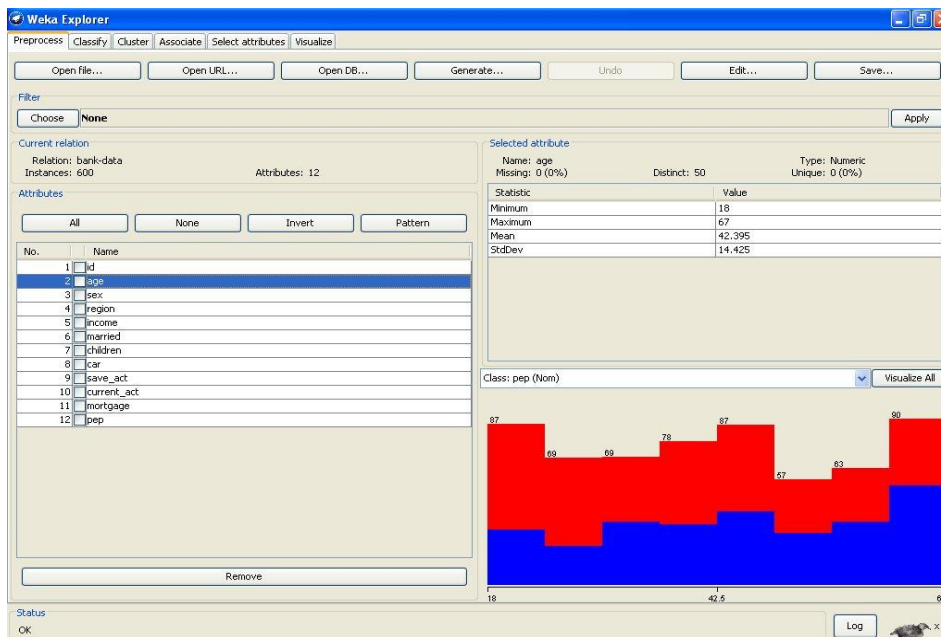 Weka Explorer
Preprocess Classify Cluster Associate Select attributes Visualize
Open file... Open URL... Open DB... Generate... Undo Edit... Save...
Filter
Choose None Apply
Current relation
Relation: bank-data
Instances: 600 Attributes: 12
Attributes
All None Invert Pattern
No. Name
1 id
2 age
3 sex
4 region
5 income
6 married
7 children
8 car
9 save_act
10 current_act
11 mortgage
12 pep
Remove
Selected attribute
Name: age Type: Numeric
Missing: 0 (0%) Distinct: 50 Unique: 0 (0%)
Statistic Value
Minimum 18
Maximum 67
Mean 42.395
StdDev 14.425
Class: pep (Nom) Visualize All
87 69 69 78 87 57 63 90
18 42.5
Status
OK Log x